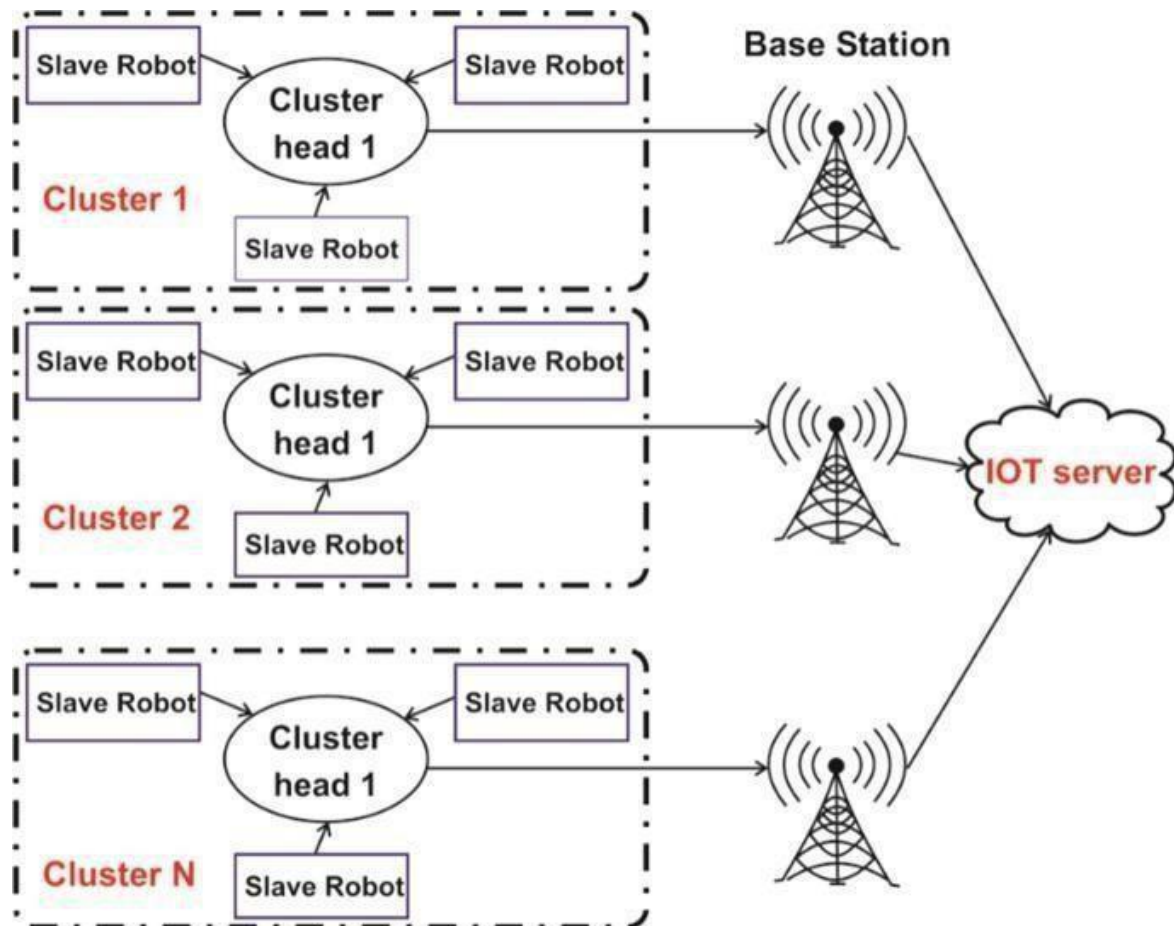 Slave Robot
Slave Robot
Base Station
Cluster
head 1
Cluster 1
Slave Robot
Slave Robot
Slave Robot
Cluster
head 1
IOT server
Cluster 2
Slave Robot
Slave Robot
Slave Robot
Cluster
head 1
Cluster N
Slave Robot